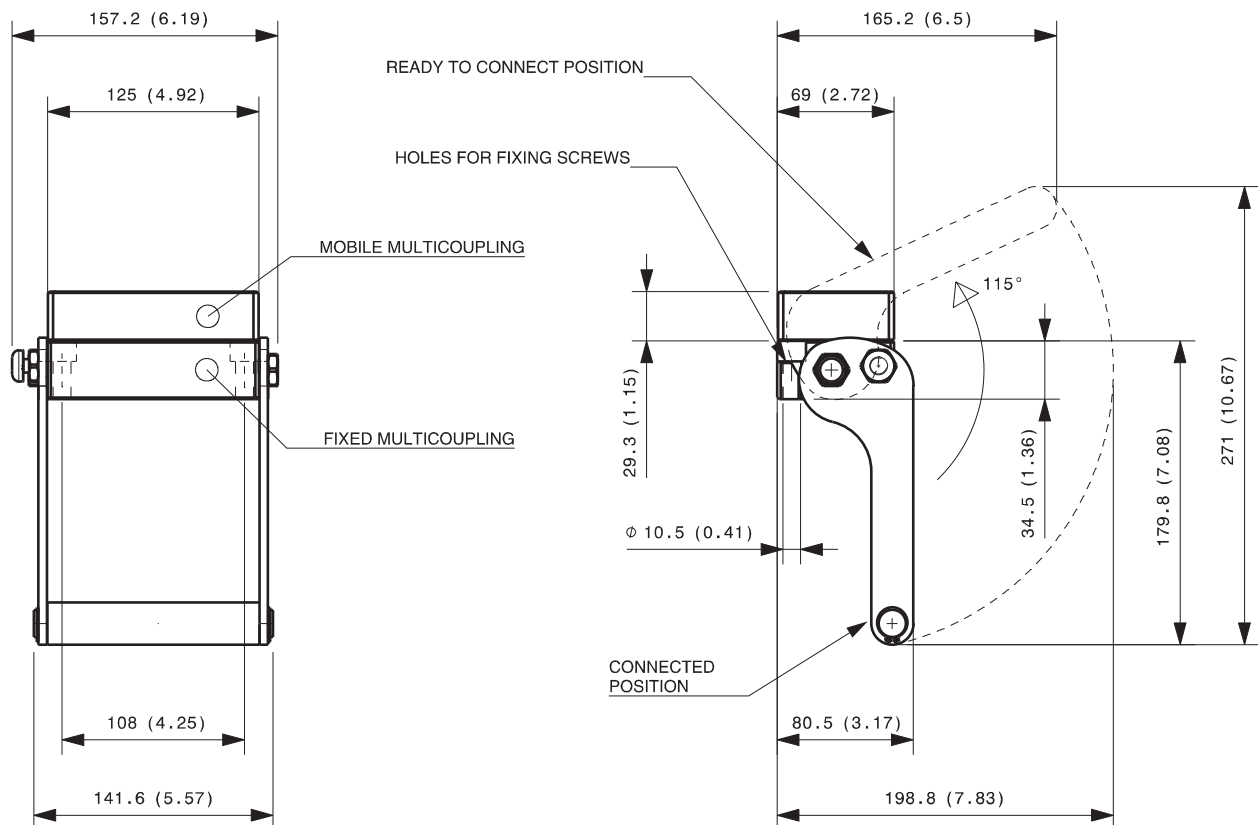 157.2 (6.19)
165.2 (6.5)
READY TO CONNECT POSITION
125 (4.92)
69 (2.72)
HOLES FOR FIXING SCREWS
MOBILE MULTICOUPLING
115°
29.3 (1.15)
271 (10.67)
FIXED MULTICOUPLING
34.5 (1.36)
179.8 (7.08)
Ø 10.5 (0.41)
CONNECTED
POSITION
108 (4.25)
80.5 (3.17)
141.6 (5.57)
198.8 (7.83)